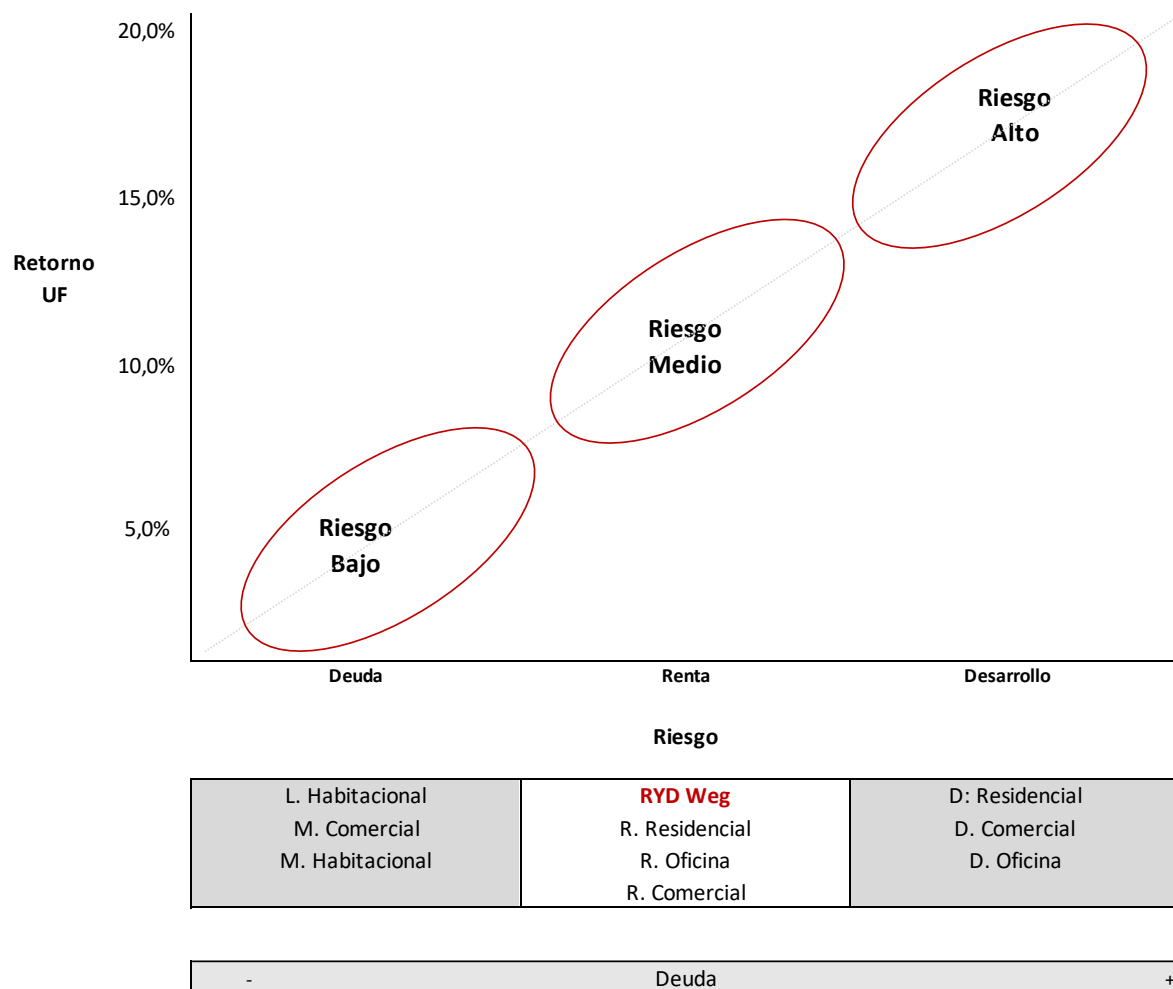 20,0%
Riesgo
Alto
15,0%
Retorno
UF
Riesgo
Medio
10,0%
Riesgo
Bajo
5,0%
Deuda
Renta
Desarrollo
Riesgo
L. Habitacional
RYD Weg
D: Residencial
M. Comercial
R. Residencial
D. Comercial
M. Habitacional
R. Oficina
D. Oficina
R. Comercial
- Deuda +